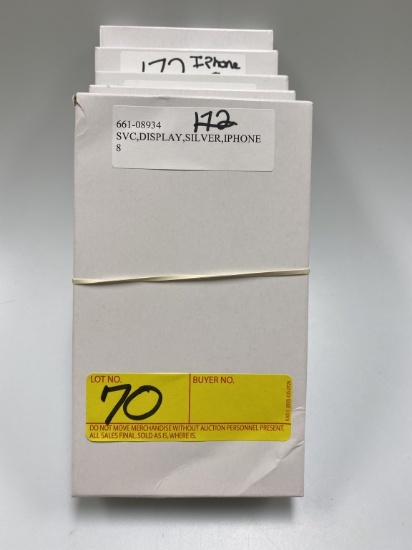 172 IPhone
661-08934 172
SVC,DISPLAY,SILVER,IPHONE
8
LOT NO. BUYER NO.
70
DO NOT MOVE MERCHANDISE WITHOUT AUCTION PERSONNEL PRESENT.
ALL SALES FINAL. SOLD AS IS, WHERE IS.